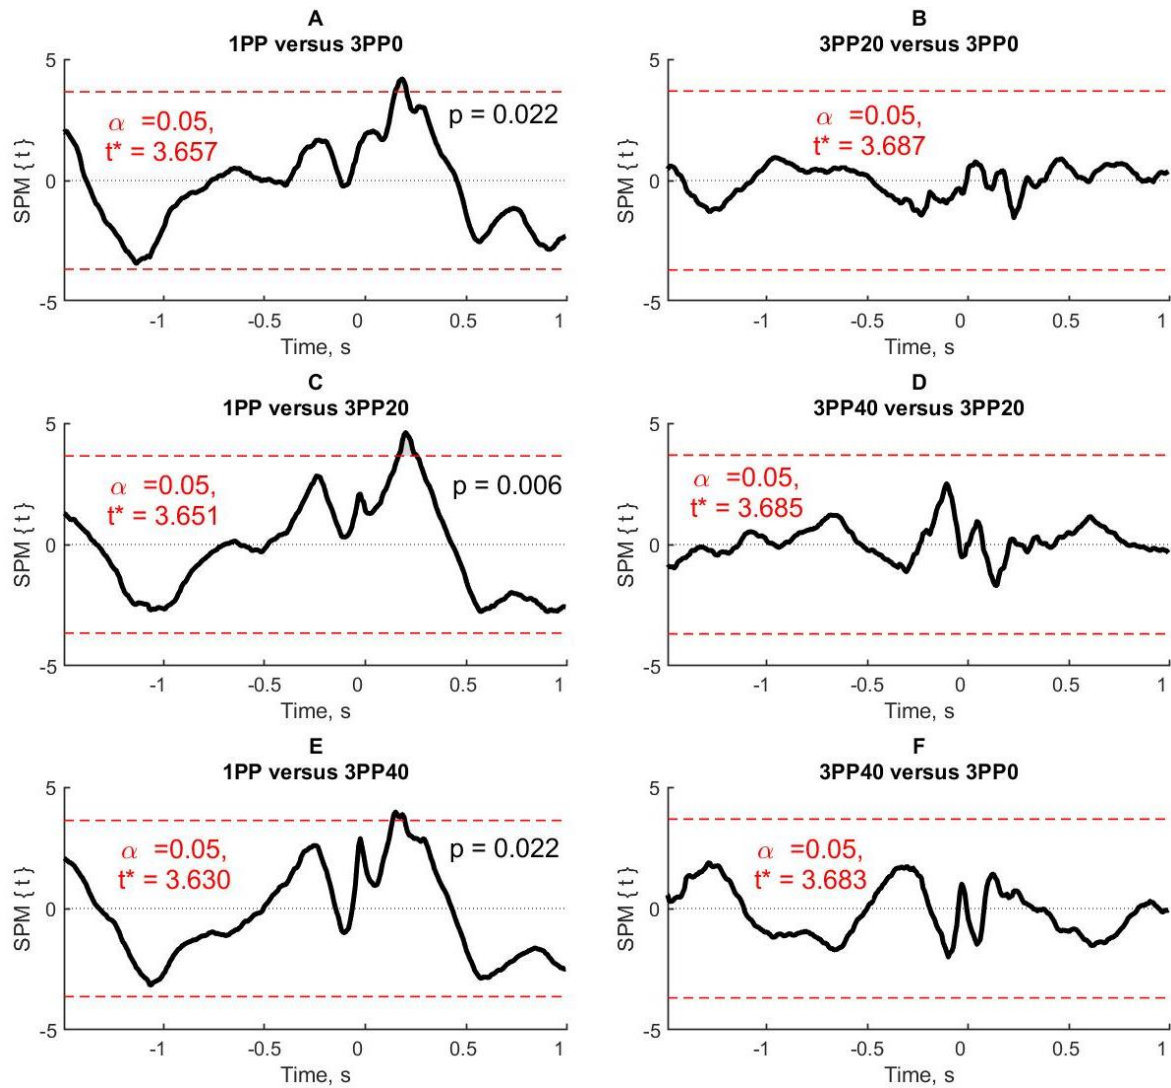 A
1PP versus 3PP0
5
0
-5
SPM { t }
α =0.05,
t* = 3.657
p = 0.022
-1
-0.5
0
0.5
1
Time, s
B
3PP20 versus 3PP0
5
0
-5
SPM { t }
α =0.05,
t* = 3.687
-1
-0.5
0
0.5
1
Time, s
C
1PP versus 3PP20
5
0
-5
SPM { t }
α =0.05,
t* = 3.651
p = 0.006
-1
-0.5
0
0.5
1
Time, s
D
3PP40 versus 3PP20
5
0
-5
SPM { t }
α =0.05,
t* = 3.685
-1
-0.5
0
0.5
1
Time, s
E
1PP versus 3PP40
5
0
-5
SPM { t }
α =0.05,
t* = 3.630
p = 0.022
-1
-0.5
0
0.5
1
Time, s
F
3PP40 versus 3PP0
5
0
-5
SPM { t }
α =0.05,
t* = 3.683
-1
-0.5
0
0.5
1
Time, s